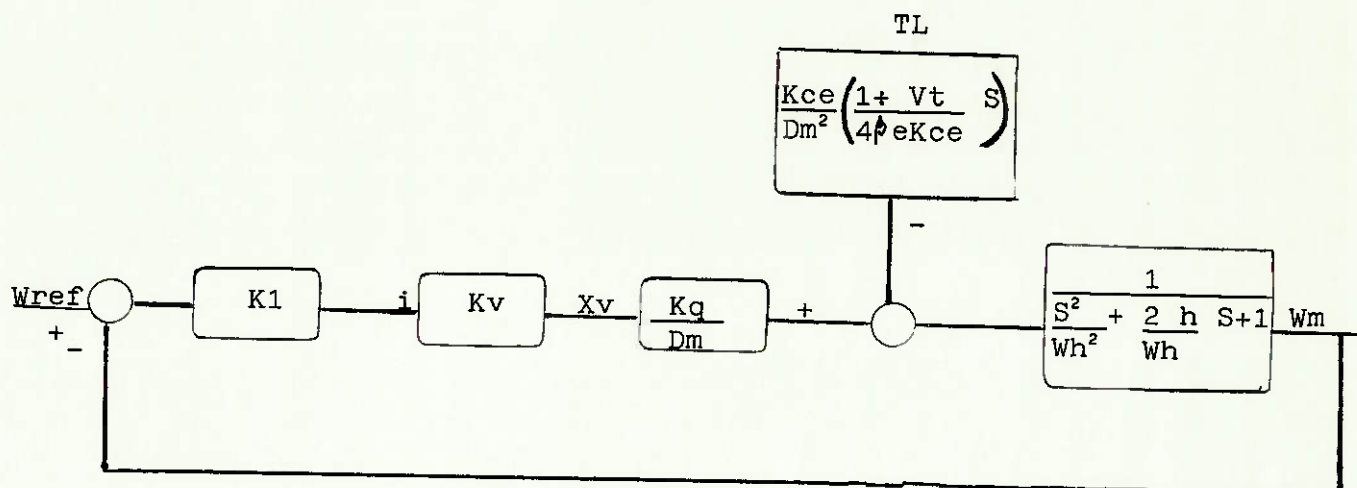 TL
Kce
Dm²
(1+ Vt S)
4βeKce
Wref
+
-
K1
i
Kv
Xv
Kq
Dm
+
-
1
S²
Wh²
+ 2 h S+1
Wh
Wm